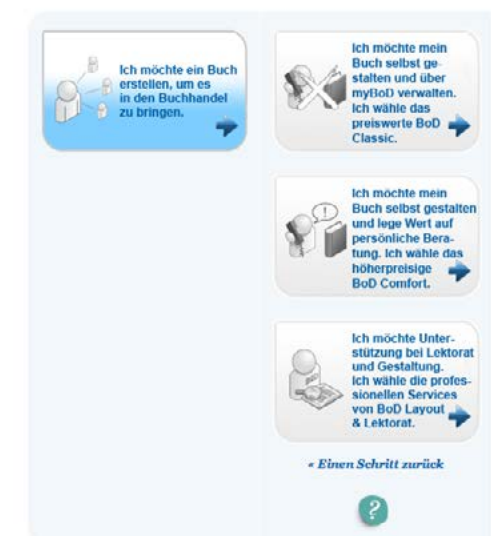 Ich möchte ein Buch
erstellen, um es
in den Buchhandel
zu bringen.
Ich möchte mein
Buch selbst ge-
stalten und über
myBoD verwalten.
Ich wähle das
preiswerte BoD
Classic.
Ich möchte mein
Buch selbst gestalten
und lege Wert auf
persönliche Bera-
tung. Ich wähle das
höherpreisige
BoD Comfort.
Ich möchte Unter-
stützung bei Lektorat
und Gestaltung.
Ich wähle die profes-
sionellen Services
von BoD Layout
& Lektorat.
« Einen Schritt zurück
?